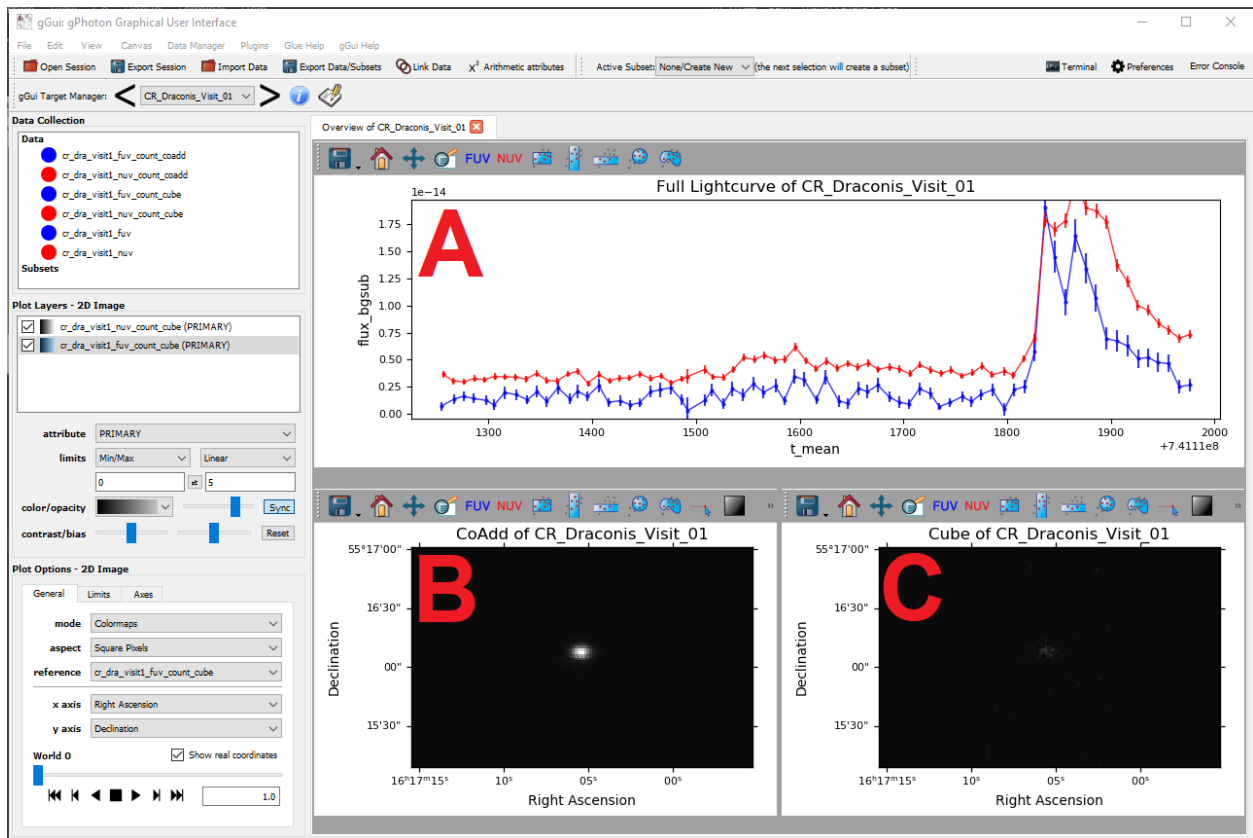 gGui: gPhoton Graphical User Interface
File Edit View Canvas Data Manager Plugins Glue Help gGui Help
Open Session Export Session Import Data Export Data/Subsets Link Data χ² Arithmetic attributes Active Subset: None/Create New (the next selection will create a subset) Terminal Preferences Error Console
gGui Target Manager: < CR_Draconis_Visit_01 >
Data Collection
Data
cr_dra_visit1_fuv_count_coadd
cr_dra_visit1_nuv_count_coadd
cr_dra_visit1_fuv_count_cube
cr_dra_visit1_nuv_count_cube
cr_dra_visit1_fuv
cr_dra_visit1_nuv
Subsets
Plot Layers - 2D Image
cr_dra_visit1_nuv_count_cube (PRIMARY)
cr_dra_visit1_fuv_count_cube (PRIMARY)
attribute PRIMARY
limits Min/Max Linear
0 ⇄ 5
color/opacity Sync
contrast/bias Reset
Plot Options - 2D Image
General Limits Axes
mode Colormaps
aspect Square Pixels
reference cr_dra_visit1_fuv_count_cube
x axis Right Ascension
y axis Declination
World 0 Show real coordinates
1.0
Overview of CR_Draconis_Visit_01
FUV NUV
Full Lightcurve of CR_Draconis_Visit_01
1e−14
A
flux_bgsub
1.75
1.50
1.25
1.00
0.75
0.50
0.25
0.00
1300 1400 1500 1600 1700 1800 1900 2000
t_mean
+7.4111e8
FUV NUV »
CoAdd of CR_Draconis_Visit_01
B
Declination
55°17'00"
16'30"
00"
15'30"
16ʰ17ᵐ15ˢ 10ˢ 05ˢ 00ˢ
Right Ascension
FUV NUV »
Cube of CR_Draconis_Visit_01
C
Declination
55°17'00"
16'30"
00"
15'30"
16ʰ17ᵐ15ˢ 10ˢ 05ˢ 00ˢ
Right Ascension